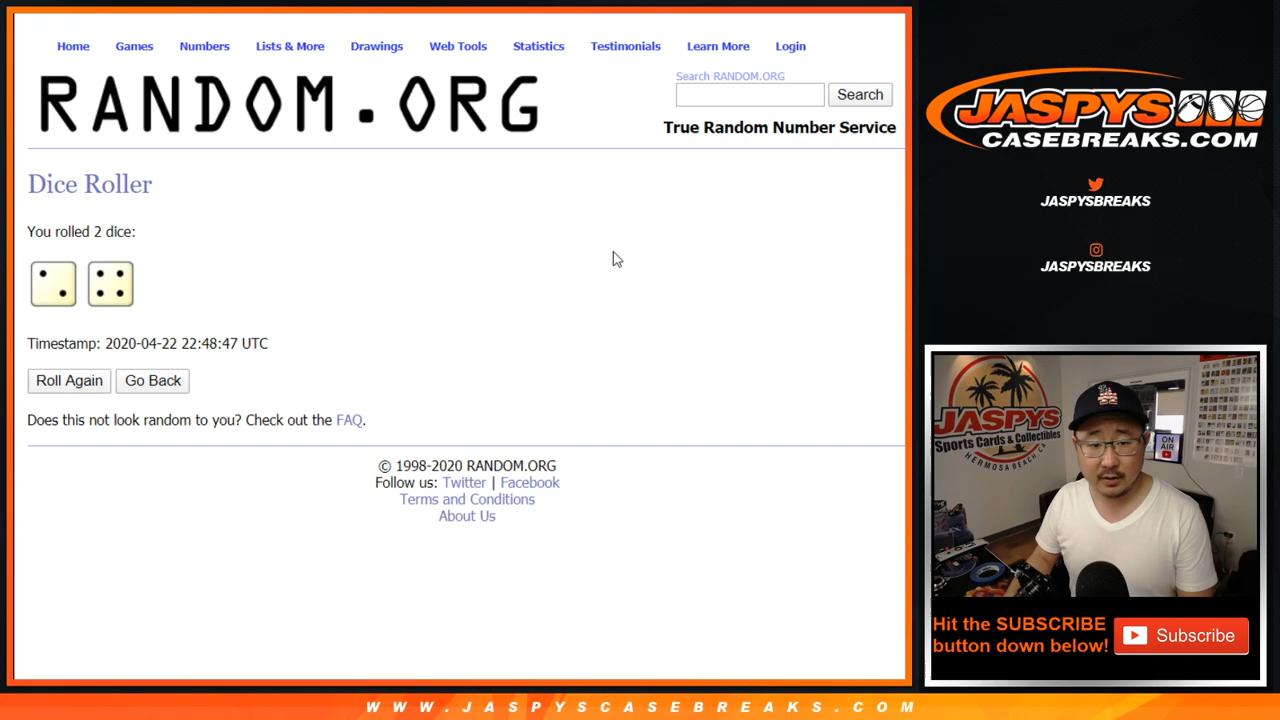 Home Games Numbers Lists & More Drawings Web Tools Statistics Testimonials Learn More Login
RANDOM.ORG
Search RANDOM.ORG
Search
True Random Number Service
Dice Roller
You rolled 2 dice:
Timestamp: 2020-04-22 22:48:47 UTC
Roll Again Go Back
Does this not look random to you? Check out the FAQ.
© 1998-2020 RANDOM.ORG
Follow us: Twitter | Facebook
Terms and Conditions
About Us
JASPYS
CASEBREAKS.COM
JASPYSBREAKS
JASPYSBREAKS
JASPYS
Sports Cards & Collectibles
HERMOSA BEACH, CA
ON
AIR
Hit the SUBSCRIBE
button down below!
Subscribe
WWW.JASPYSCASEBREAKS.COM